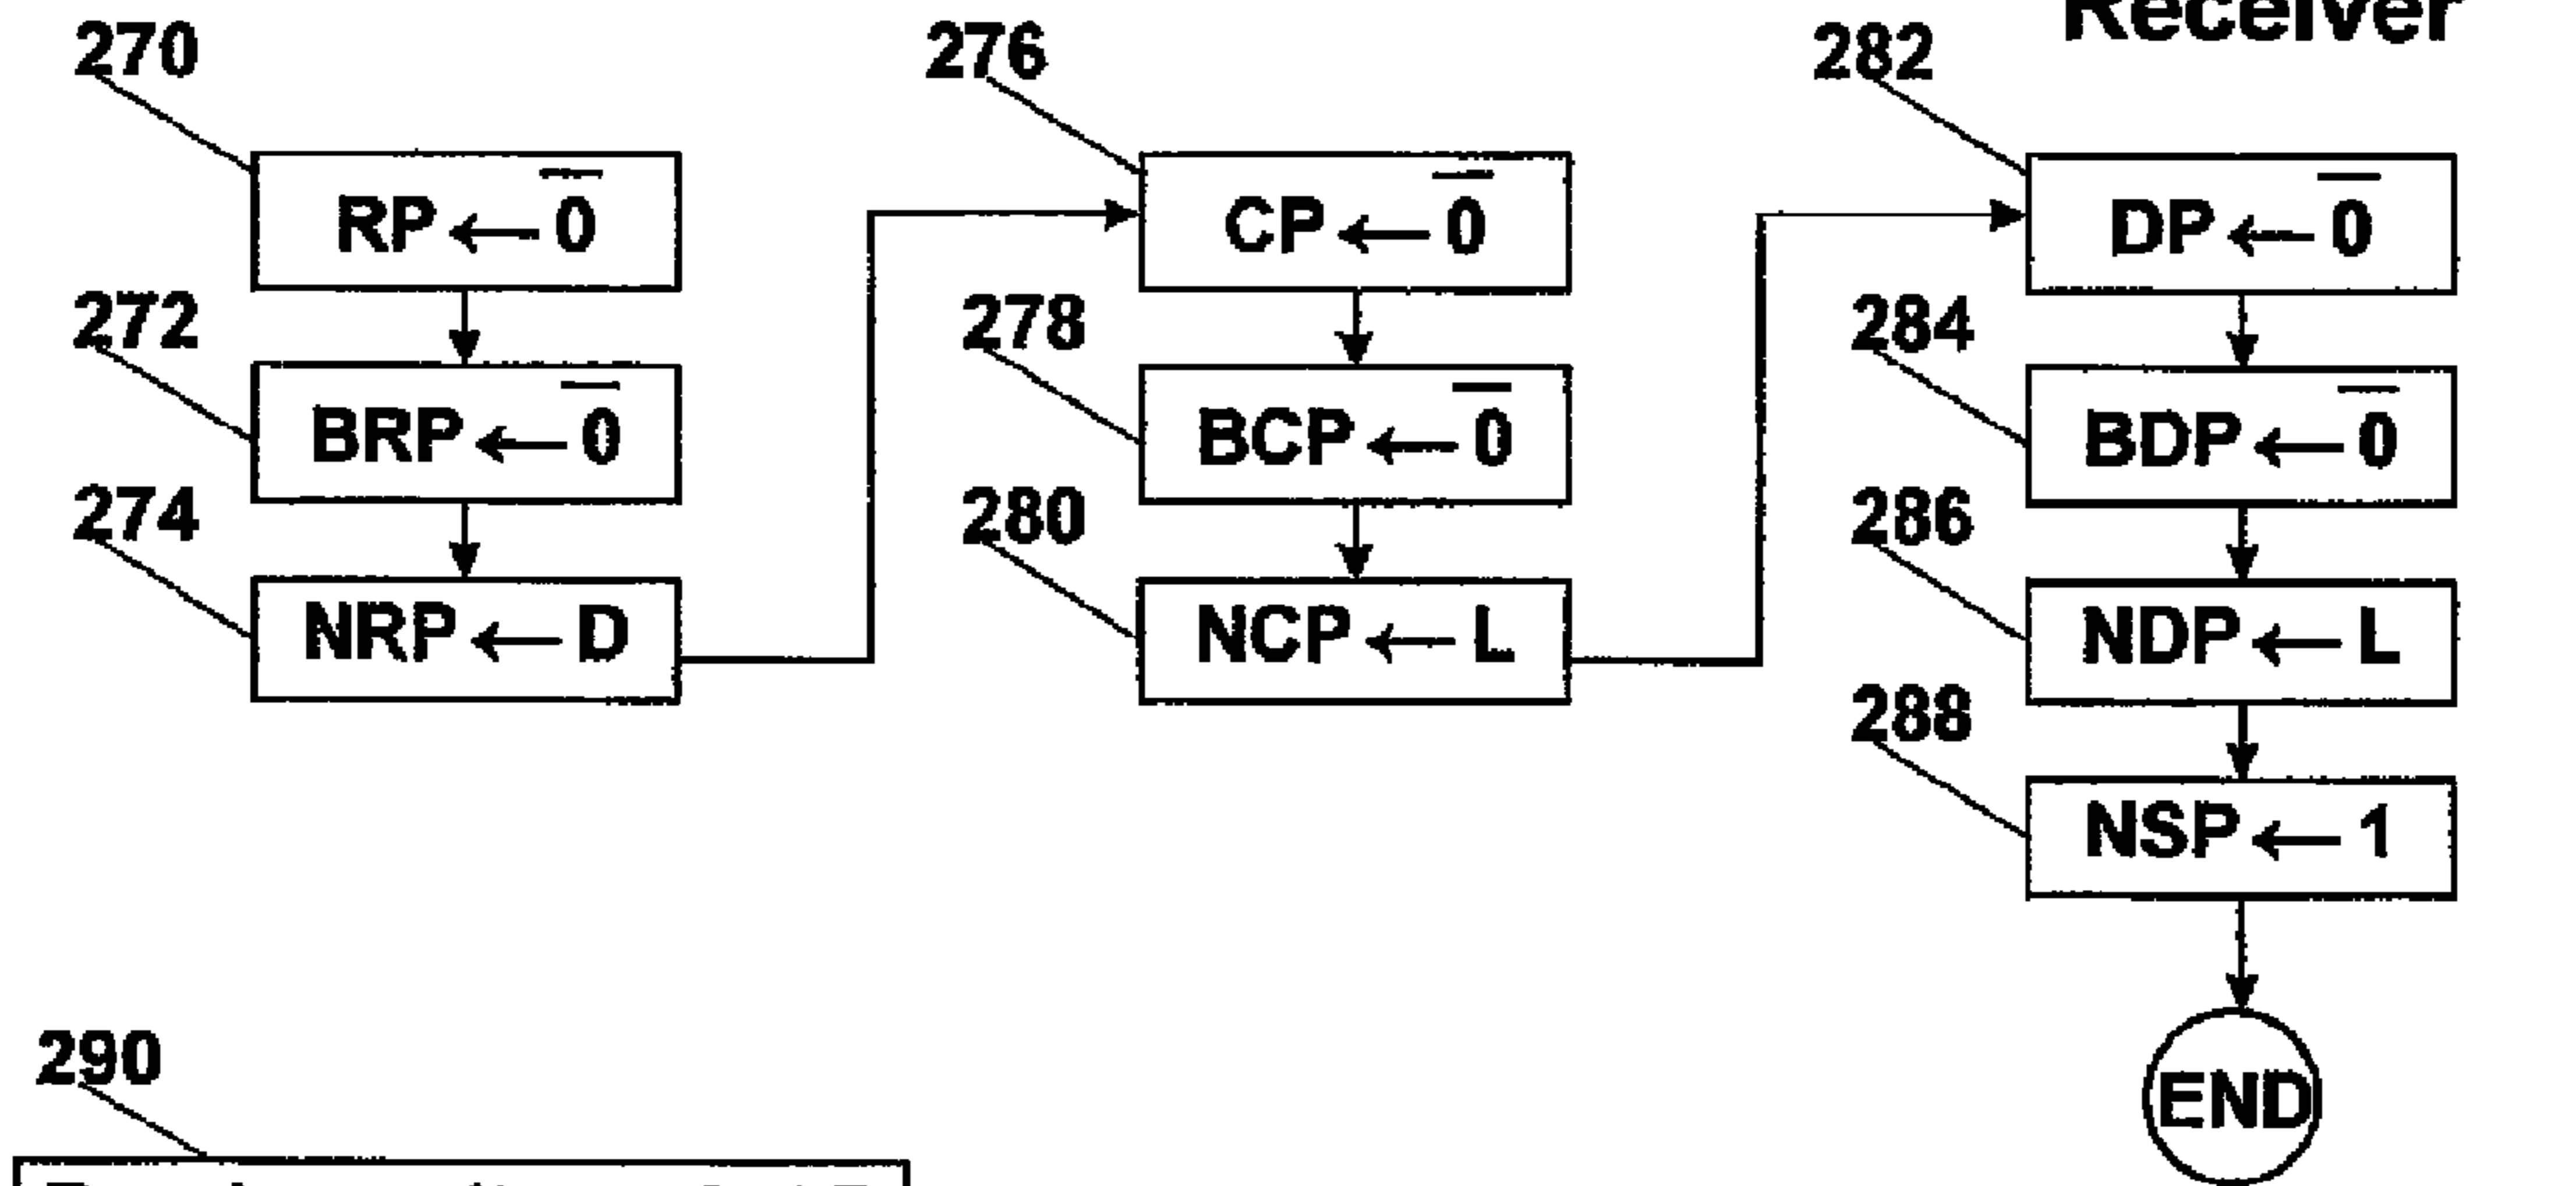 Receiver
270
276
282
RP ← 0̅
CP ← 0̅
DP ← 0̅
272
278
284
BRP ← 0̅
BCP ← 0̅
BDP ← 0̅
274
280
286
NRP ← D
NCP ← L
NDP ← L
288
NSP ← 1
END
290